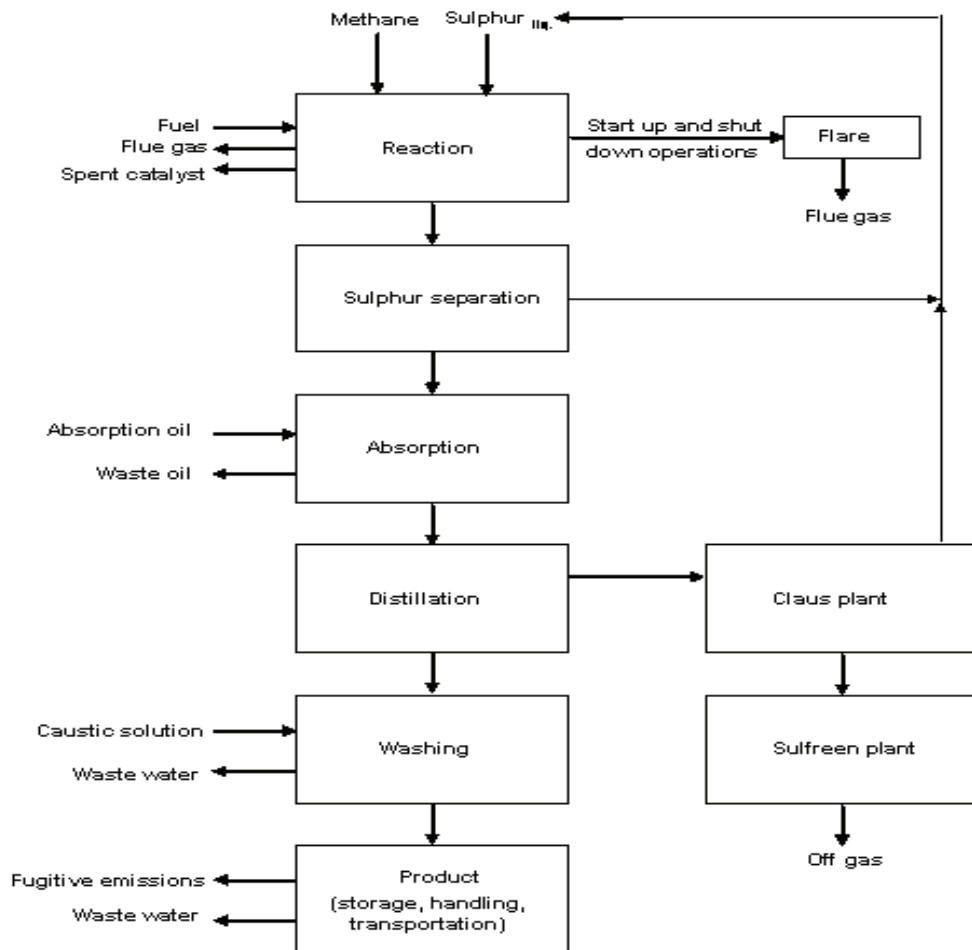 Methane
Sulphur liq.
Fuel
Flue gas
Spent catalyst
Reaction
Start up and shut
down operations
Flare
Flue gas
Sulphur separation
Absorption oil
Waste oil
Absorption
Distillation
Claus plant
Caustic solution
Waste water
Washing
Sulfreen plant
Off gas
Fugitive emissions
Waste water
Product
(storage, handling,
transportation)